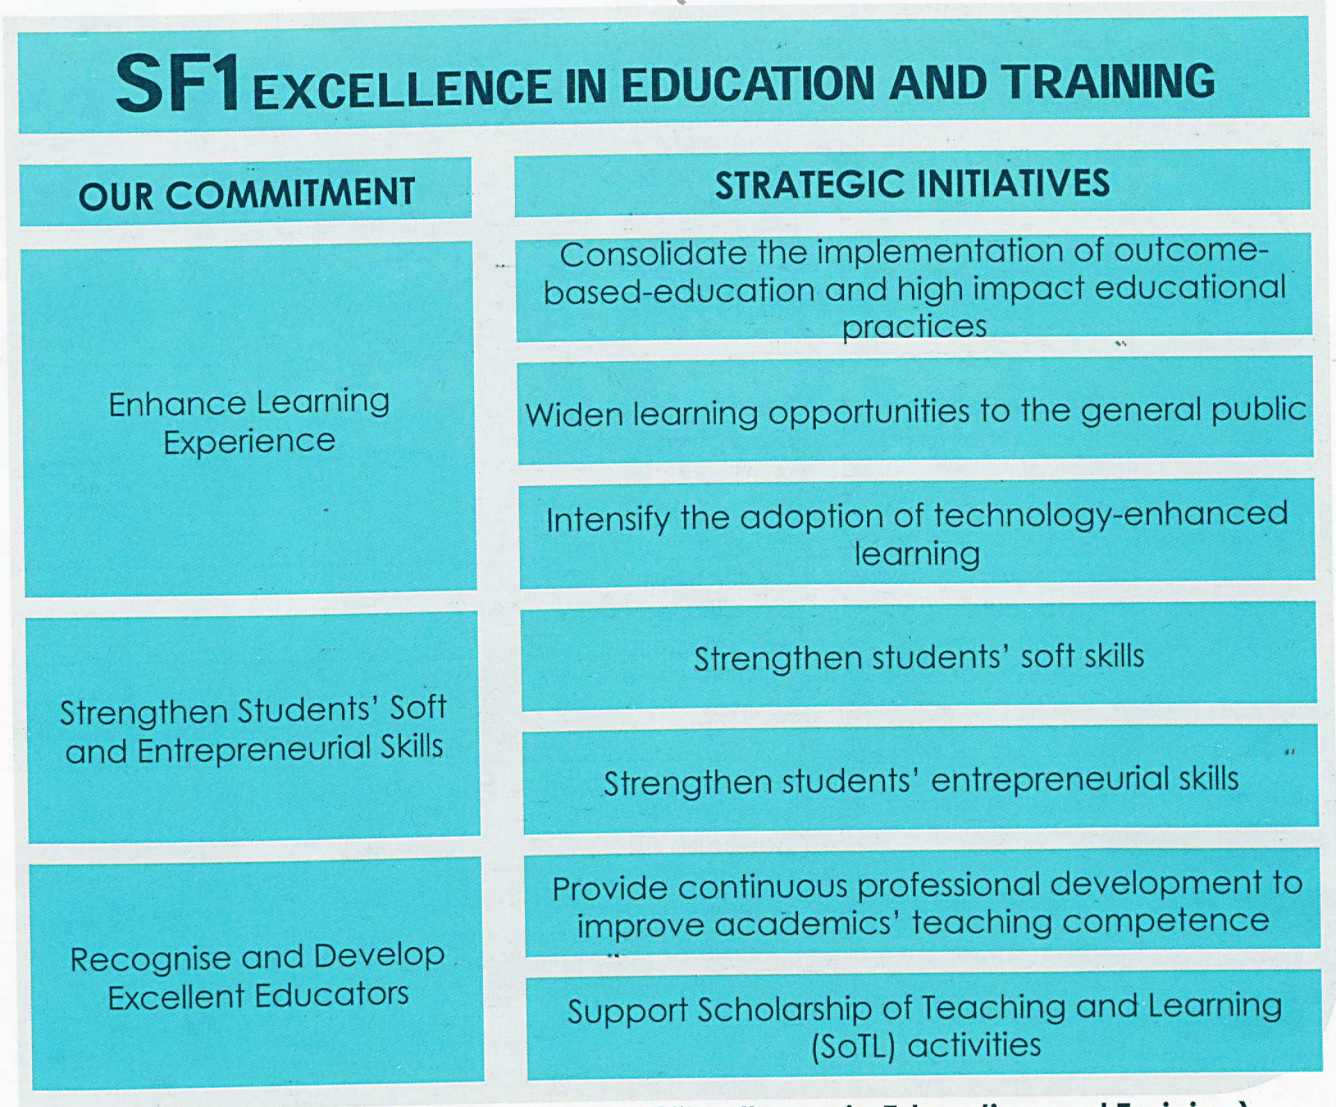 SF1 EXCELLENCE IN EDUCATION AND TRAINING
OUR COMMITMENT
STRATEGIC INITIATIVES
Enhance Learning
Experience
Consolidate the implementation of outcome-
based-education and high impact educational
practices
Widen learning opportunities to the general public
Intensify the adoption of technology-enhanced
learning
Strengthen Students' Soft
and Entrepreneurial Skills
Strengthen students' soft skills
Strengthen students' entrepreneurial skills
Recognise and Develop
Excellent Educators
Provide continuous professional development to
improve academics' teaching competence
Support Scholarship of Teaching and Learning
(SoTL) activities